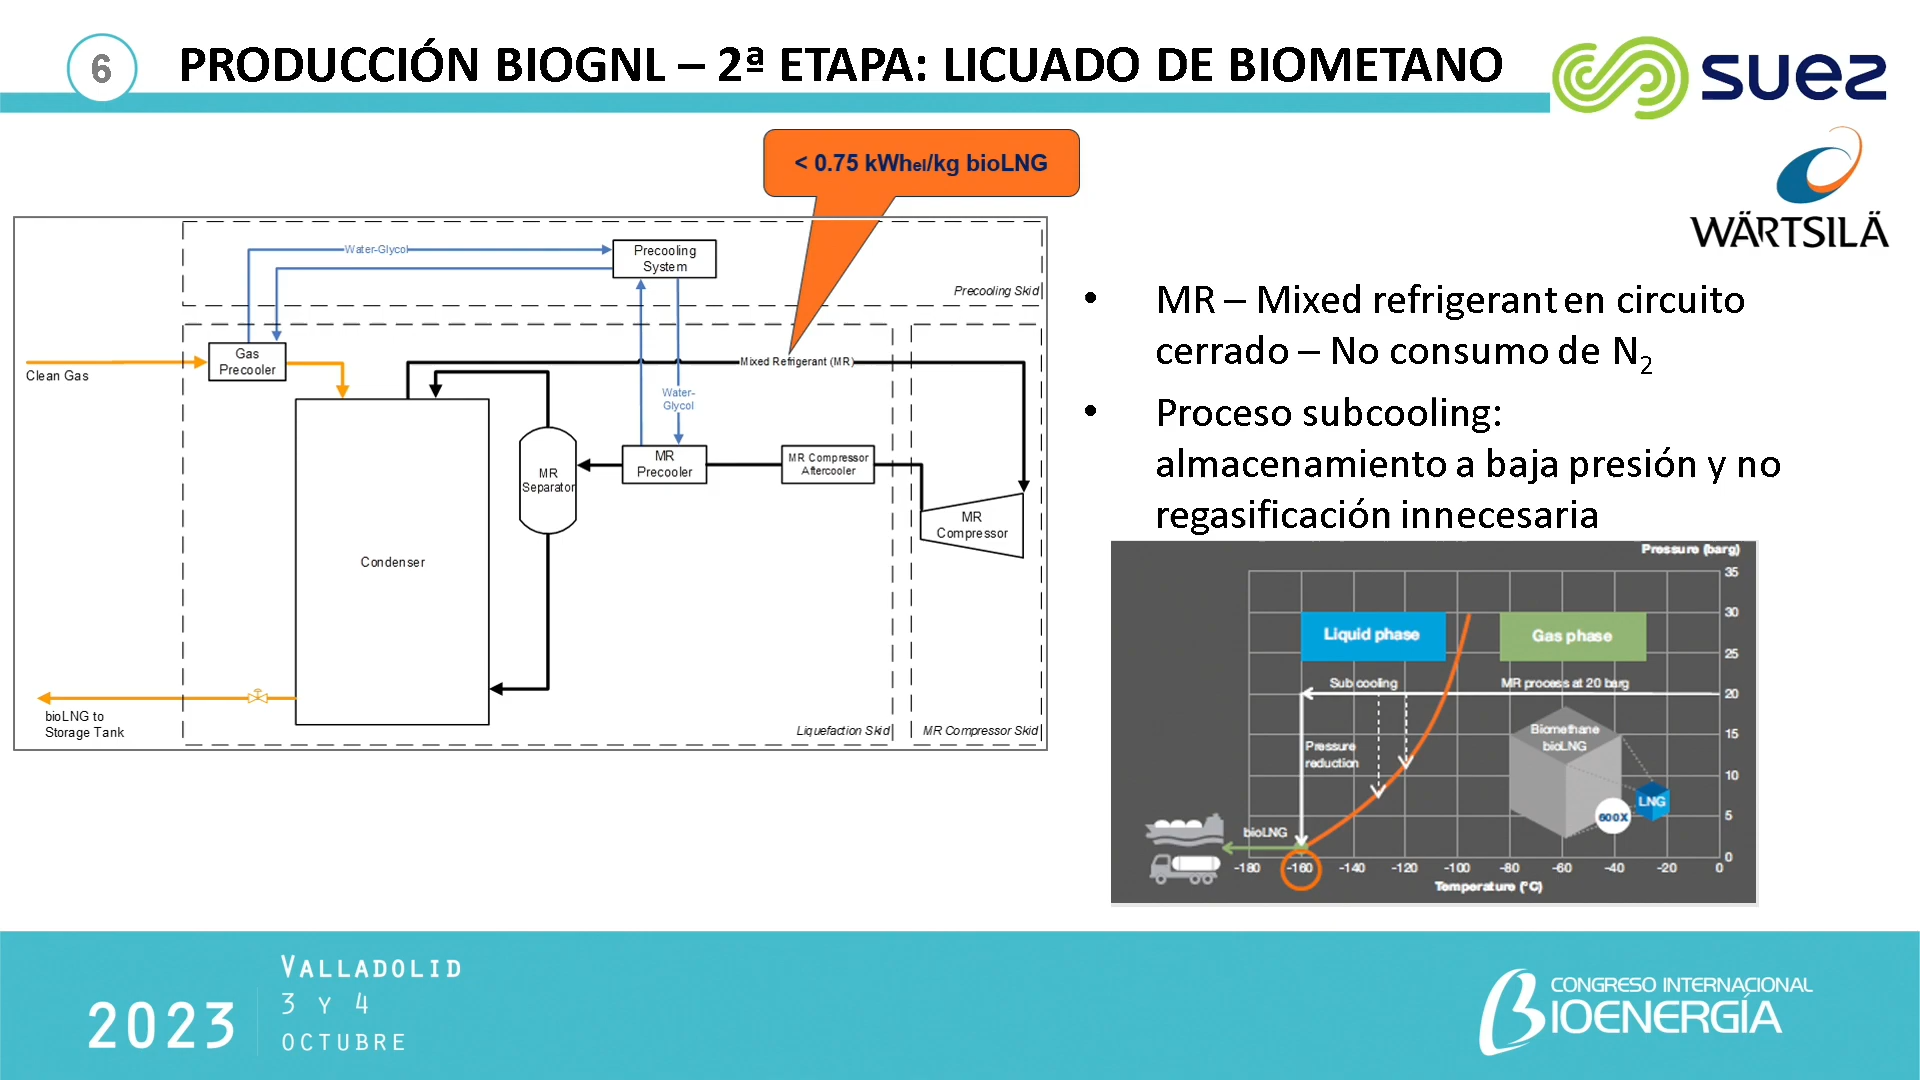 6
PRODUCCIÓN BIOGNL – 2ª ETAPA: LICUADO DE BIOMETANO
suez
WÄRTSILÄ
< 0.75 kWhel/kg bioLNG
Water-Glycol
Precooling
System
Precooling Skid
Clean Gas
Gas
Precooler
Mixed Refrigerant (MR)
Water-
Glycol
MR
Separator
MR
Precooler
MR Compressor
Aftercooler
MR
Compressor
Condenser
bioLNG to
Storage Tank
Liquefaction Skid
MR Compressor Skid
• MR – Mixed refrigerant en circuito
cerrado – No consumo de N2
• Proceso subcooling:
almacenamiento a baja presión y no
regasificación innecesaria
Pressure (barg)
35
30
25
20
15
10
5
0
Liquid phase
Gas phase
Sub cooling
MR process at 20 barg
Pressure
reduction
Biomethane
bioLNG
LNG
600X
bioLNG
-180 -160 -140 -120 -100 -80 -60 -40 -20 0
Temperature (°C)
2023
VALLADOLID
3 Y 4
OCTUBRE
CONGRESO INTERNACIONAL
BIOENERGÍA